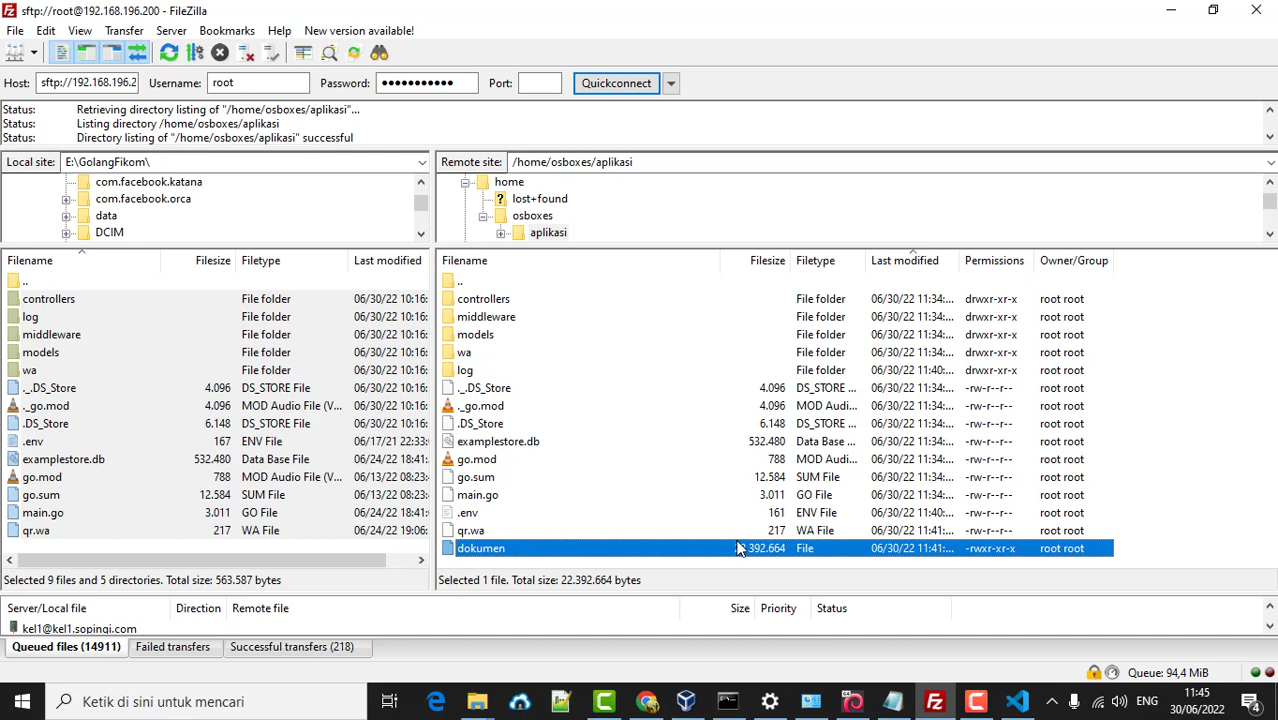 sftp://root@192.168.196.200 - FileZilla
File Edit View Transfer Server Bookmarks Help New version available!
Host: sftp://192.168.196.2 Username: root Password: ●●●●●●●●●●● Port: Quickconnect
Status: Retrieving directory listing of "/home/osboxes/aplikasi"...
Status: Listing directory /home/osboxes/aplikasi
Status: Directory listing of "/home/osboxes/aplikasi" successful
Local site: E:\GolangFikom\
com.facebook.katana
com.facebook.orca
data
DCIM
Remote site: /home/osboxes/aplikasi
home
? lost+found
osboxes
aplikasi
Filename Filesize Filetype Last modified
..
controllers File folder 06/30/22 10:16:
log File folder 06/30/22 10:16:
middleware File folder 06/30/22 10:16:
models File folder 06/30/22 10:16:
wa File folder 06/30/22 10:16:
._.DS_Store 4.096 DS_STORE File 06/30/22 10:16:
._go.mod 4.096 MOD Audio File (V... 06/30/22 10:16:
.DS_Store 6.148 DS_STORE File 06/30/22 10:16:
.env 167 ENV File 06/17/21 22:33:
examplestore.db 532.480 Data Base File 06/24/22 18:41:
go.mod 788 MOD Audio File (V... 06/13/22 08:23:
go.sum 12.584 SUM File 06/13/22 08:23:
main.go 3.011 GO File 06/24/22 18:41:
qr.wa 217 WA File 06/24/22 19:06:
Selected 9 files and 5 directories. Total size: 563.587 bytes
Filename Filesize Filetype Last modified Permissions Owner/Group
..
controllers File folder 06/30/22 11:34:... drwxr-xr-x root root
middleware File folder 06/30/22 11:34:... drwxr-xr-x root root
models File folder 06/30/22 11:34:... drwxr-xr-x root root
wa File folder 06/30/22 11:34:... drwxr-xr-x root root
log File folder 06/30/22 11:40:... drwxr-xr-x root root
._.DS_Store 4.096 DS_STORE ... 06/30/22 11:34:... -rw-r--r-- root root
._go.mod 4.096 MOD Audi... 06/30/22 11:34:... -rw-r--r-- root root
.DS_Store 6.148 DS_STORE ... 06/30/22 11:34:... -rw-r--r-- root root
examplestore.db 532.480 Data Base ... 06/30/22 11:34:... -rw-r--r-- root root
go.mod 788 MOD Audi... 06/30/22 11:34:... -rw-r--r-- root root
go.sum 12.584 SUM File 06/30/22 11:34:... -rw-r--r-- root root
main.go 3.011 GO File 06/30/22 11:34:... -rw-r--r-- root root
.env 161 ENV File 06/30/22 11:40:... -rw-r--r-- root root
qr.wa 217 WA File 06/30/22 11:41:... -rw-r--r-- root root
dokumen 392.664 File 06/30/22 11:41:... -rwxr-xr-x root root
Selected 1 file. Total size: 22.392.664 bytes
Server/Local file Direction Remote file Size Priority Status
kel1@kel1.sopingi.com
Queued files (14911) Failed transfers Successful transfers (218)
Queue: 94,4 MiB
Ketik di sini untuk mencari
ENG
11:45
30/06/2022
4